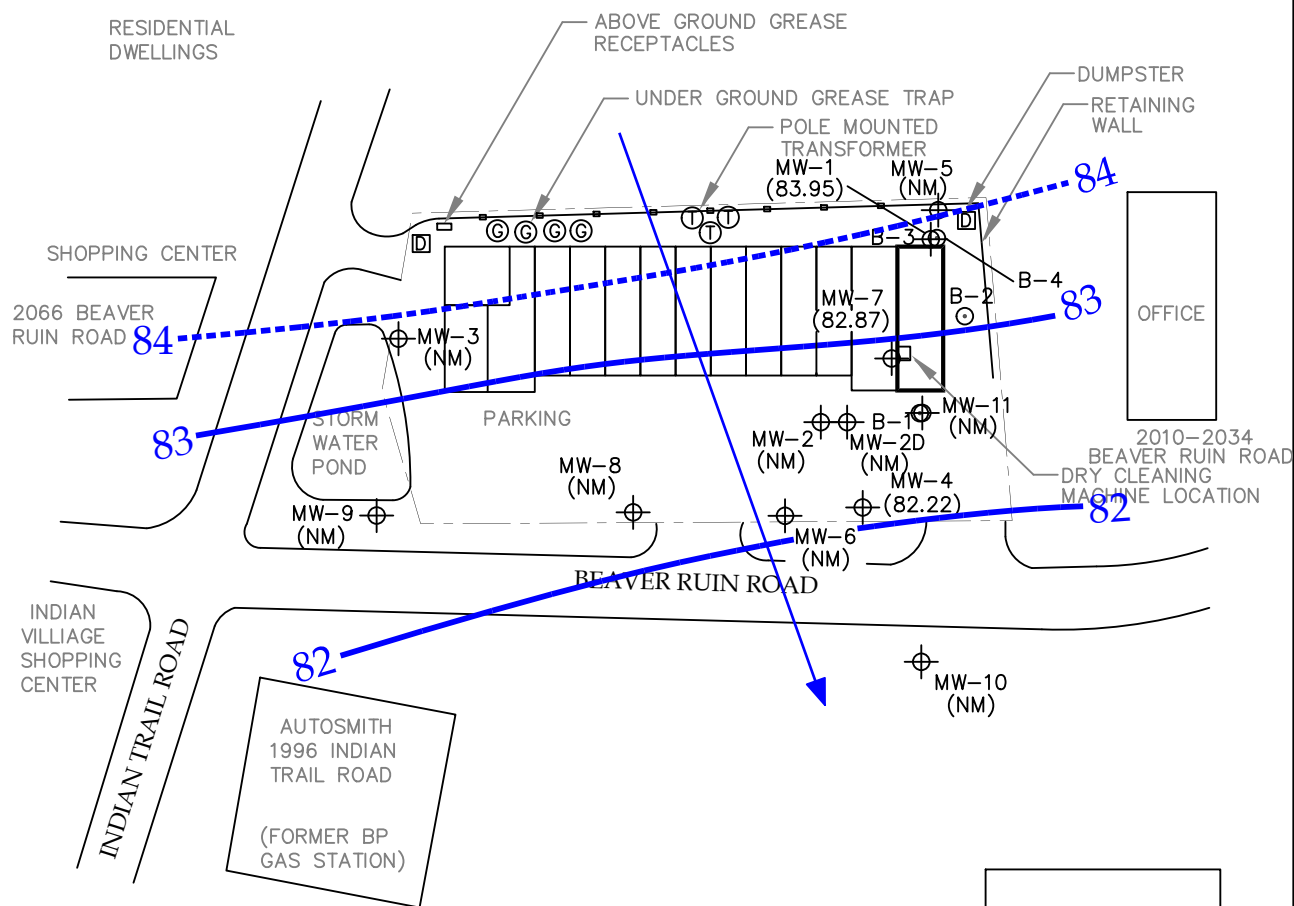 RESIDENTIAL
DWELLINGS
ABOVE GROUND GREASE
RECEPTACLES
UNDER GROUND GREASE TRAP
DUMPSTER
RETAINING
WALL
POLE MOUNTED
TRANSFORMER
MW-1
(83.95)
MW-5
(NM)
84
D
T
T
T
G
G
G
G
D
B-3
B-4
SHOPPING CENTER
2066 BEAVER
RUIN ROAD
84
MW-3
(NM)
MW-7
(82.87)
B-2
83
OFFICE
83
STORM
WATER
POND
PARKING
MW-2
(NM)
B-1
MW-2D
(NM)
MW-11
(NM)
2010-2034
BEAVER RUIN ROAD
DRY CLEANING
MACHINE LOCATION
MW-8
(NM)
MW-4
(82.22)
82
MW-9
(NM)
MW-6
(NM)
BEAVER RUIN ROAD
INDIAN
VILLIAGE
SHOPPING
CENTER
INDIAN TRAIL ROAD
82
MW-10
(NM)
AUTOSMITH
1996 INDIAN
TRAIL ROAD
(FORMER BP
GAS STATION)